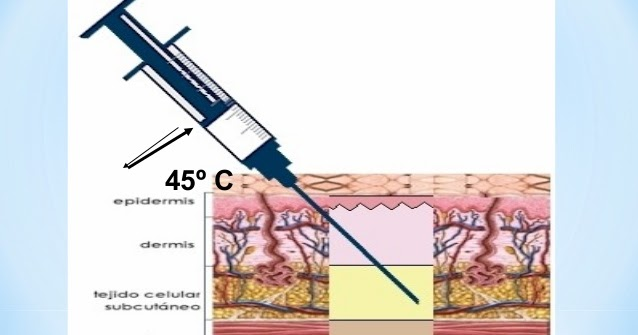 45º C
epidermis
dermis
tejido celular
subcutáneo